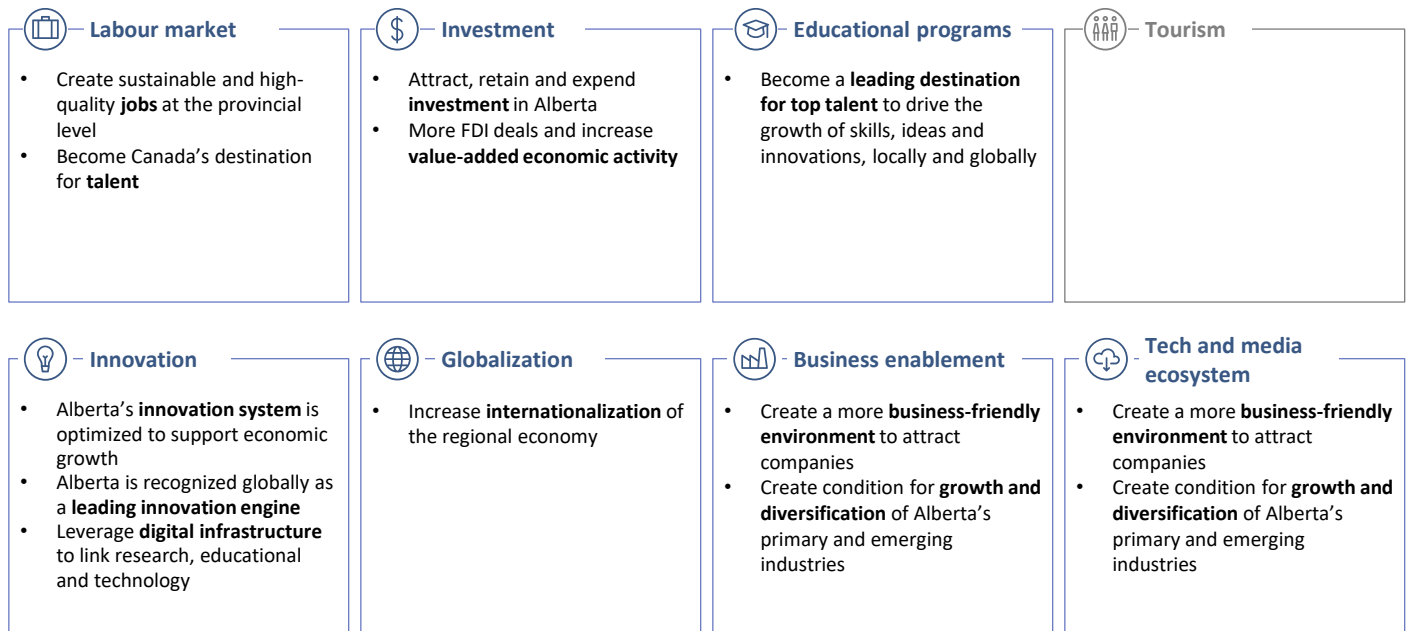 Labour market
• Create sustainable and high-
quality jobs at the provincial
level
• Become Canada's destination
for talent
Investment
• Attract, retain and expend
investment in Alberta
• More FDI deals and increase
value-added economic activity
Educational programs
• Become a leading destination
for top talent to drive the
growth of skills, ideas and
innovations, locally and globally
Tourism
Innovation
• Alberta's innovation system is
optimized to support economic
growth
• Alberta is recognized globally as
a leading innovation engine
• Leverage digital infrastructure
to link research, educational
and technology
Globalization
• Increase internationalization of
the regional economy
Business enablement
• Create a more business-friendly
environment to attract
companies
• Create condition for growth and
diversification of Alberta's
primary and emerging
industries
Tech and media
ecosystem
• Create a more business-friendly
environment to attract
companies
• Create condition for growth and
diversification of Alberta's
primary and emerging
industries